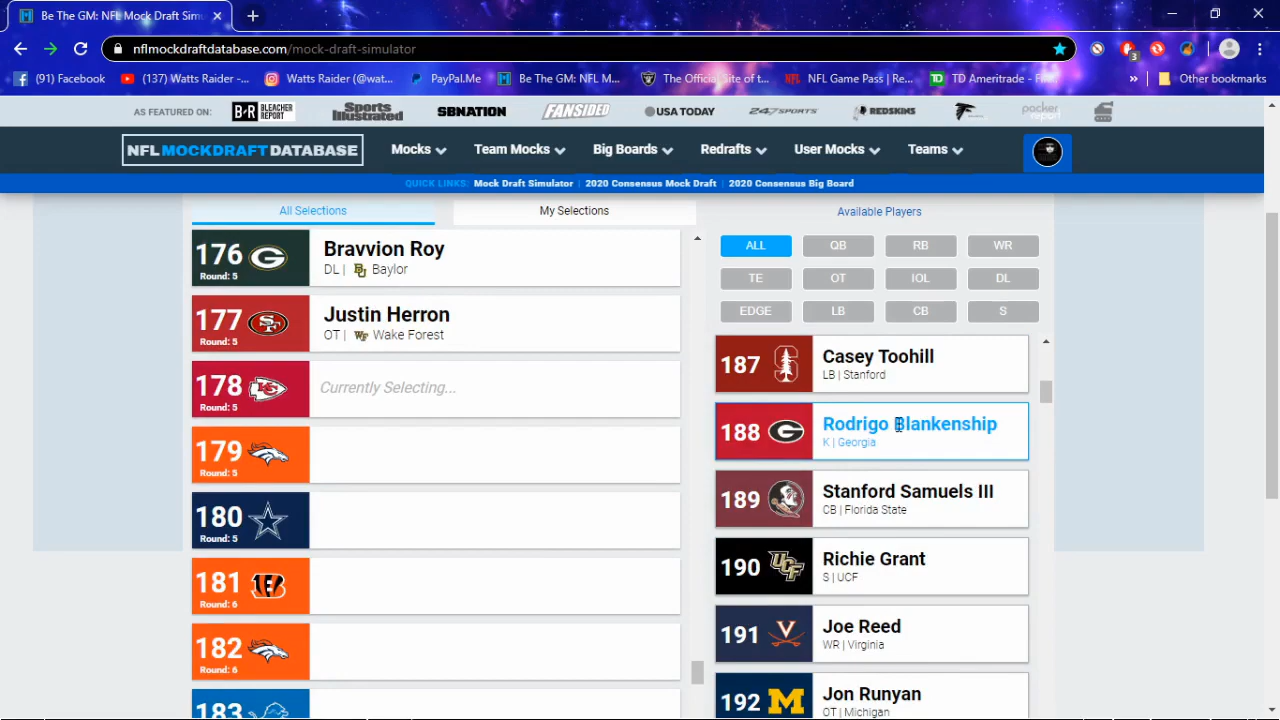 Be The GM: NFL Mock Draft Simu
nflmockdraftdatabase.com/mock-draft-simulator
3
(91) Facebook
(137) Watts Raider -...
Watts Raider (@wat...
PayPal.Me
Be The GM: NFL M...
The Official Site of t...
NFL Game Pass | Re...
TD Ameritrade - F
»
Other bookmarks
AS FEATURED ON:
B•R BLEACHER REPORT
Sports Illustrated
SBNATION
FANSIDED
USA TODAY
247SPORTS
REDSKINS
packer report
NFLMOCKDRAFTDATABASE
Mocks
Team Mocks
Big Boards
Redrafts
User Mocks
Teams
QUICK LINKS: Mock Draft Simulator | 2020 Consensus Mock Draft | 2020 Consensus Big Board
All Selections
My Selections
176
Round: 5
Bravvion Roy
DL | Baylor
177
Round: 5
Justin Herron
OT | Wake Forest
178
Round: 5
Currently Selecting...
179
Round: 5
180
Round: 5
181
Round: 6
182
Round: 6
183
Available Players
ALL
QB
RB
WR
TE
OT
IOL
DL
EDGE
LB
CB
S
187
Casey Toohill
LB | Stanford
188
Rodrigo Blankenship
K | Georgia
189
Stanford Samuels III
CB | Florida State
190
Richie Grant
S | UCF
191
Joe Reed
WR | Virginia
192
Jon Runyan
OT | Michigan